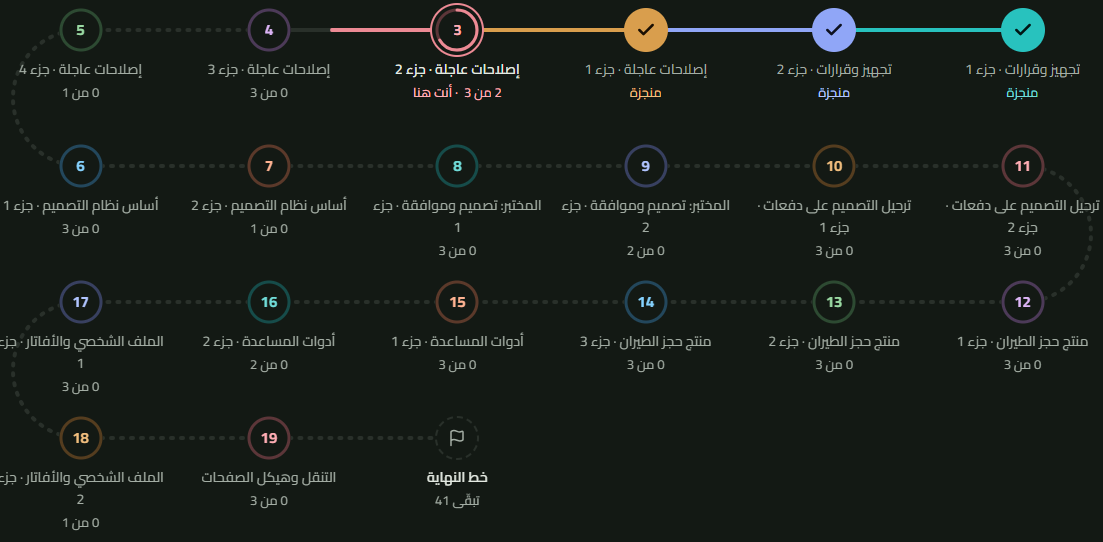 تجهيز وقرارات · جزء 1
منجزة
تجهيز وقرارات · جزء 2
منجزة
إصلاحات عاجلة · جزء 1
منجزة
3
إصلاحات عاجلة · جزء 2
2 من 3 · أنت هنا
4
إصلاحات عاجلة · جزء 3
0 من 3
5
إصلاحات عاجلة · جزء 4
0 من 1
6
أساس نظام التصميم · جزء 1
0 من 3
7
أساس نظام التصميم · جزء 2
0 من 1
8
المختبر: تصميم وموافقة · جزء
1
0 من 3
9
المختبر: تصميم وموافقة · جزء
2
0 من 2
10
ترحيل التصميم على دفعات ·
جزء 1
0 من 3
11
ترحيل التصميم على دفعات ·
جزء 2
0 من 3
12
منتج حجز الطيران · جزء 1
0 من 3
13
منتج حجز الطيران · جزء 2
0 من 3
14
منتج حجز الطيران · جزء 3
0 من 3
15
أدوات المساعدة · جزء 1
0 من 3
16
أدوات المساعدة · جزء 2
0 من 2
17
الملف الشخصي والأفاتار · جزء
1
0 من 3
18
الملف الشخصي والأفاتار · جزء
2
0 من 1
19
التنقل وهيكل الصفحات
0 من 3
خط النهاية
تبقّى 41